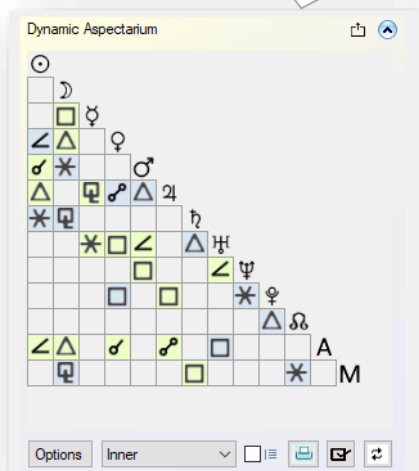 Dynamic Aspectarium
☉
☽
□ ☿
∠ △ ♀
☌ ⚹ ♂
△ ⚼ ☍ △ ♃
⚹ ⚼ ♄
⚹ □ ∠ △ ♅
□ ∠ ♆
□ □ ⚹ ♇
△ ☊
∠ △ ☌ ☍ □ A
⚼ □ ⚹ M
Options Inner